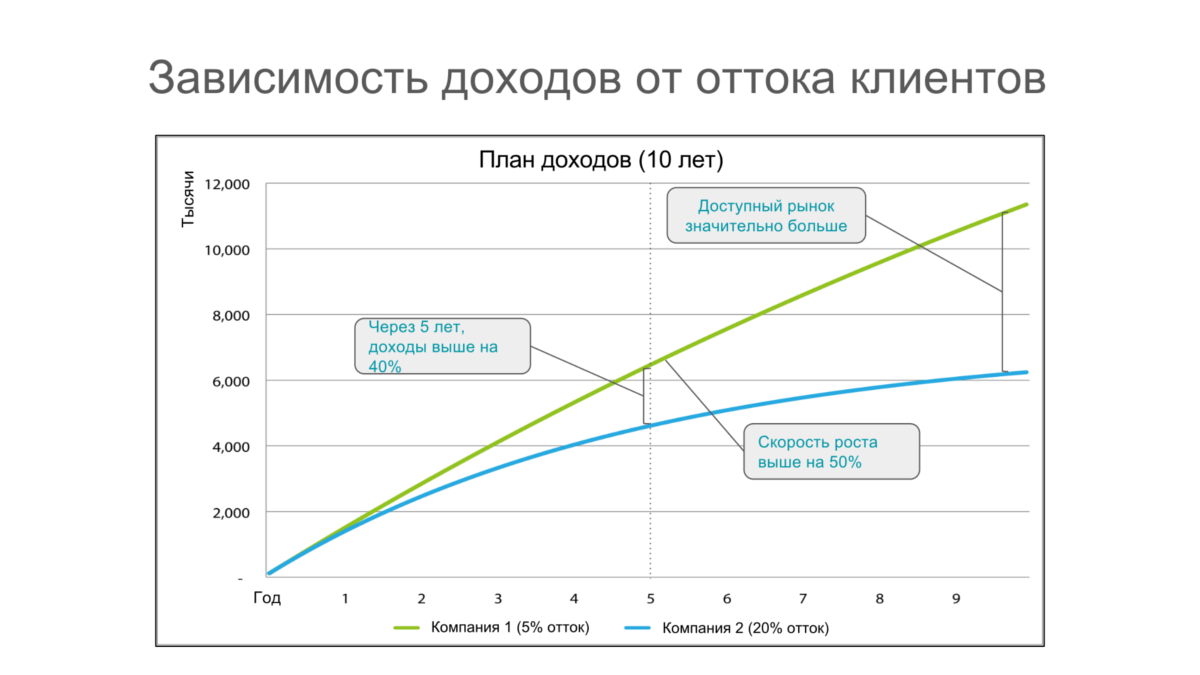 Зависимость доходов от оттока клиентов
План доходов (10 лет)
Тысячи
12,000
10,000
8,000
6,000
4,000
2,000
-
Доступный рынок
значительно больше
Через 5 лет,
доходы выше на
40%
Скорость роста
выше на 50%
Год 1 2 3 4 5 6 7 8 9
Компания 1 (5% отток) Компания 2 (20% отток)